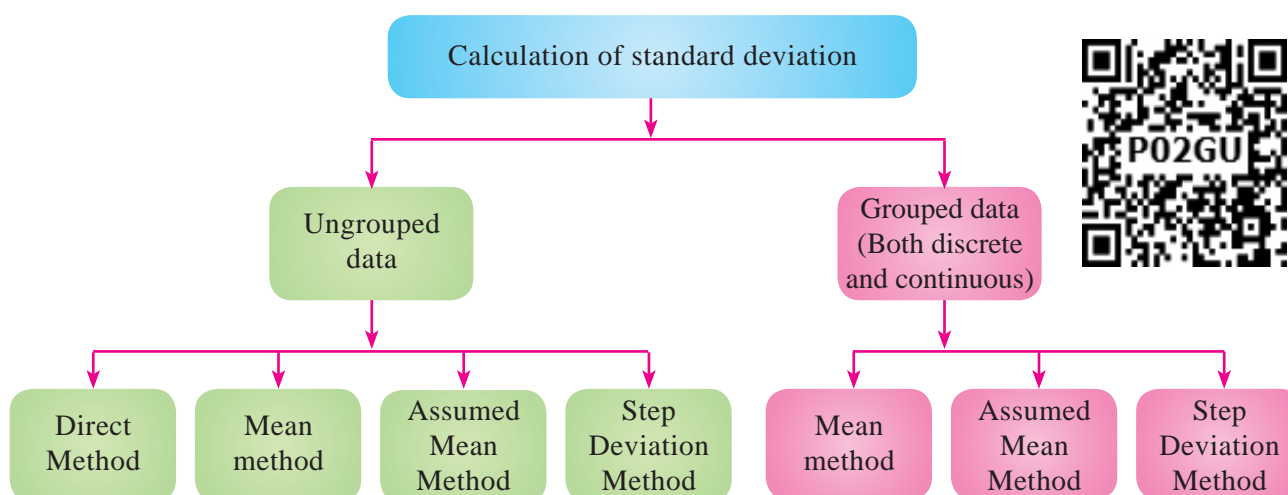 Calculation of standard deviation
P02GU
Ungrouped
data
Grouped data
(Both discrete
and continuous)
Direct
Method
Mean
method
Assumed
Mean
Method
Step
Deviation
Method
Mean
method
Assumed
Mean
Method
Step
Deviation
Method